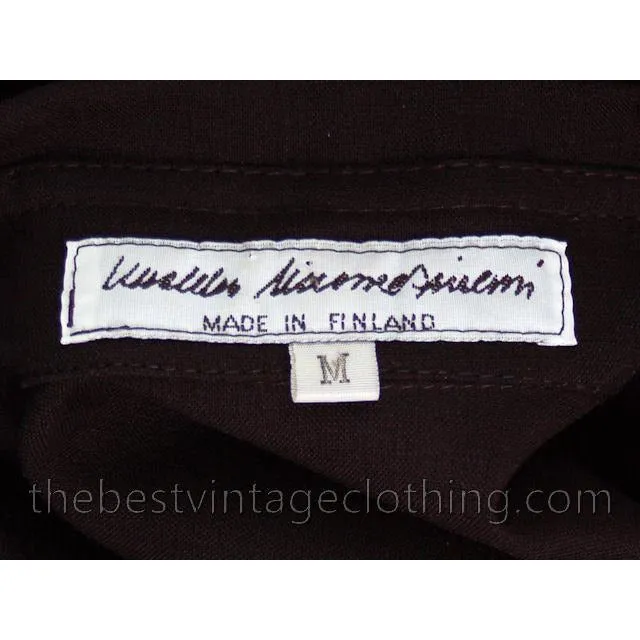 Vuokko Nurmesniemi
MADE IN FINLAND
M
thebestvintageclothing.com